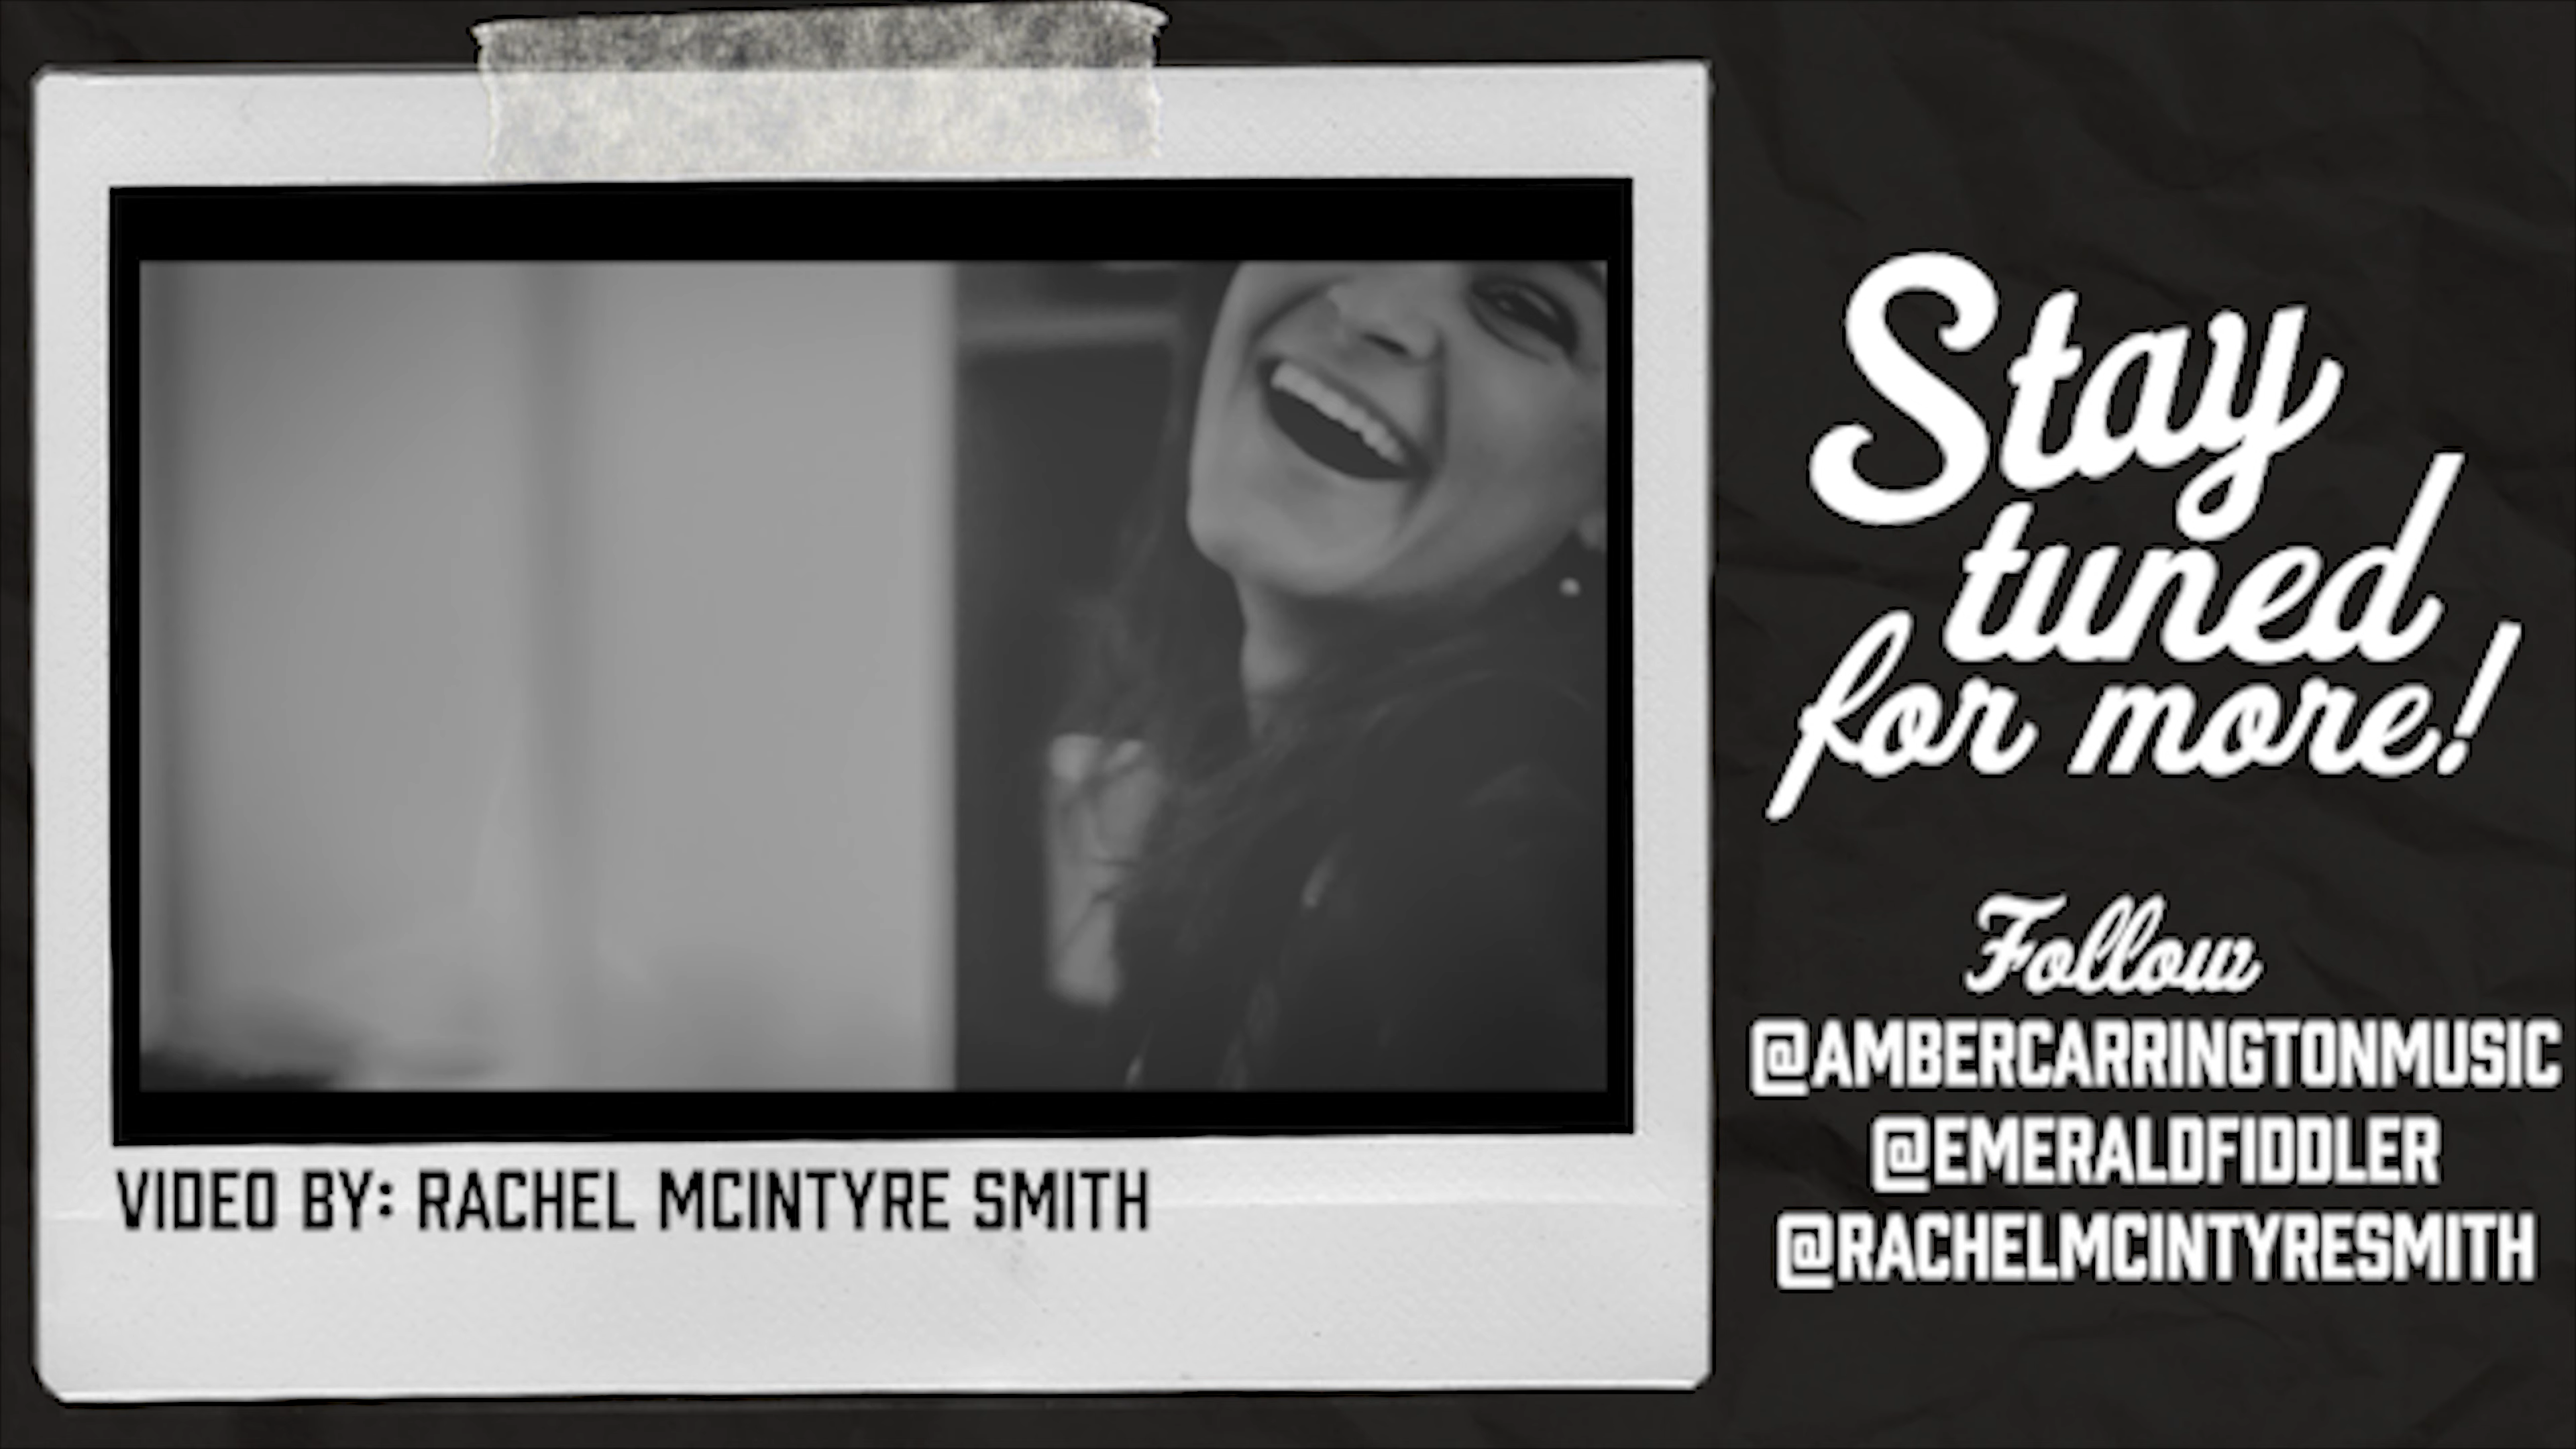 VIDEO BY: RACHEL MCINTYRE SMITH
Stay
tuned
for more!
Follow
@AMBERCARRINGTONMUSIC
@EMERALDFIDDLER
@RACHELMCINTYRESMITH